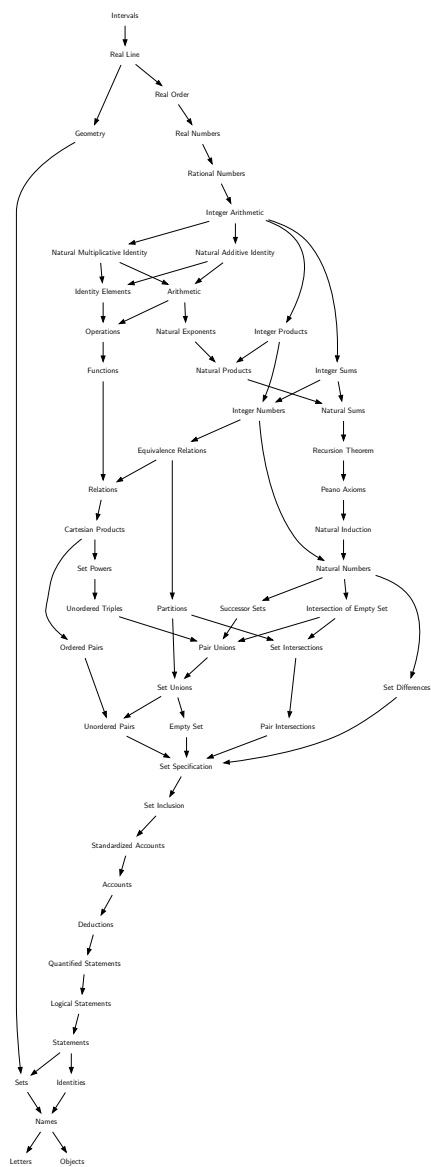 Intervals
Real Line
Real Order
Geometry
Real Numbers
Rational Numbers
Integer Arithmetic
Natural Multiplicative Identity
Natural Additive Identity
Identity Elements
Arithmetic
Operations
Natural Exponents
Integer Products
Functions
Natural Products
Integer Sums
Integer Numbers
Natural Sums
Equivalence Relations
Recursion Theorem
Relations
Peano Axioms
Cartesian Products
Natural Induction
Set Powers
Natural Numbers
Unordered Triples
Partitions
Successor Sets
Intersection of Empty Set
Ordered Pairs
Pair Unions
Set Intersections
Set Unions
Set Differences
Unordered Pairs
Empty Set
Pair Intersections
Set Specification
Set Inclusion
Standardized Accounts
Accounts
Deductions
Quantified Statements
Logical Statements
Statements
Sets
Identities
Names
Letters
Objects